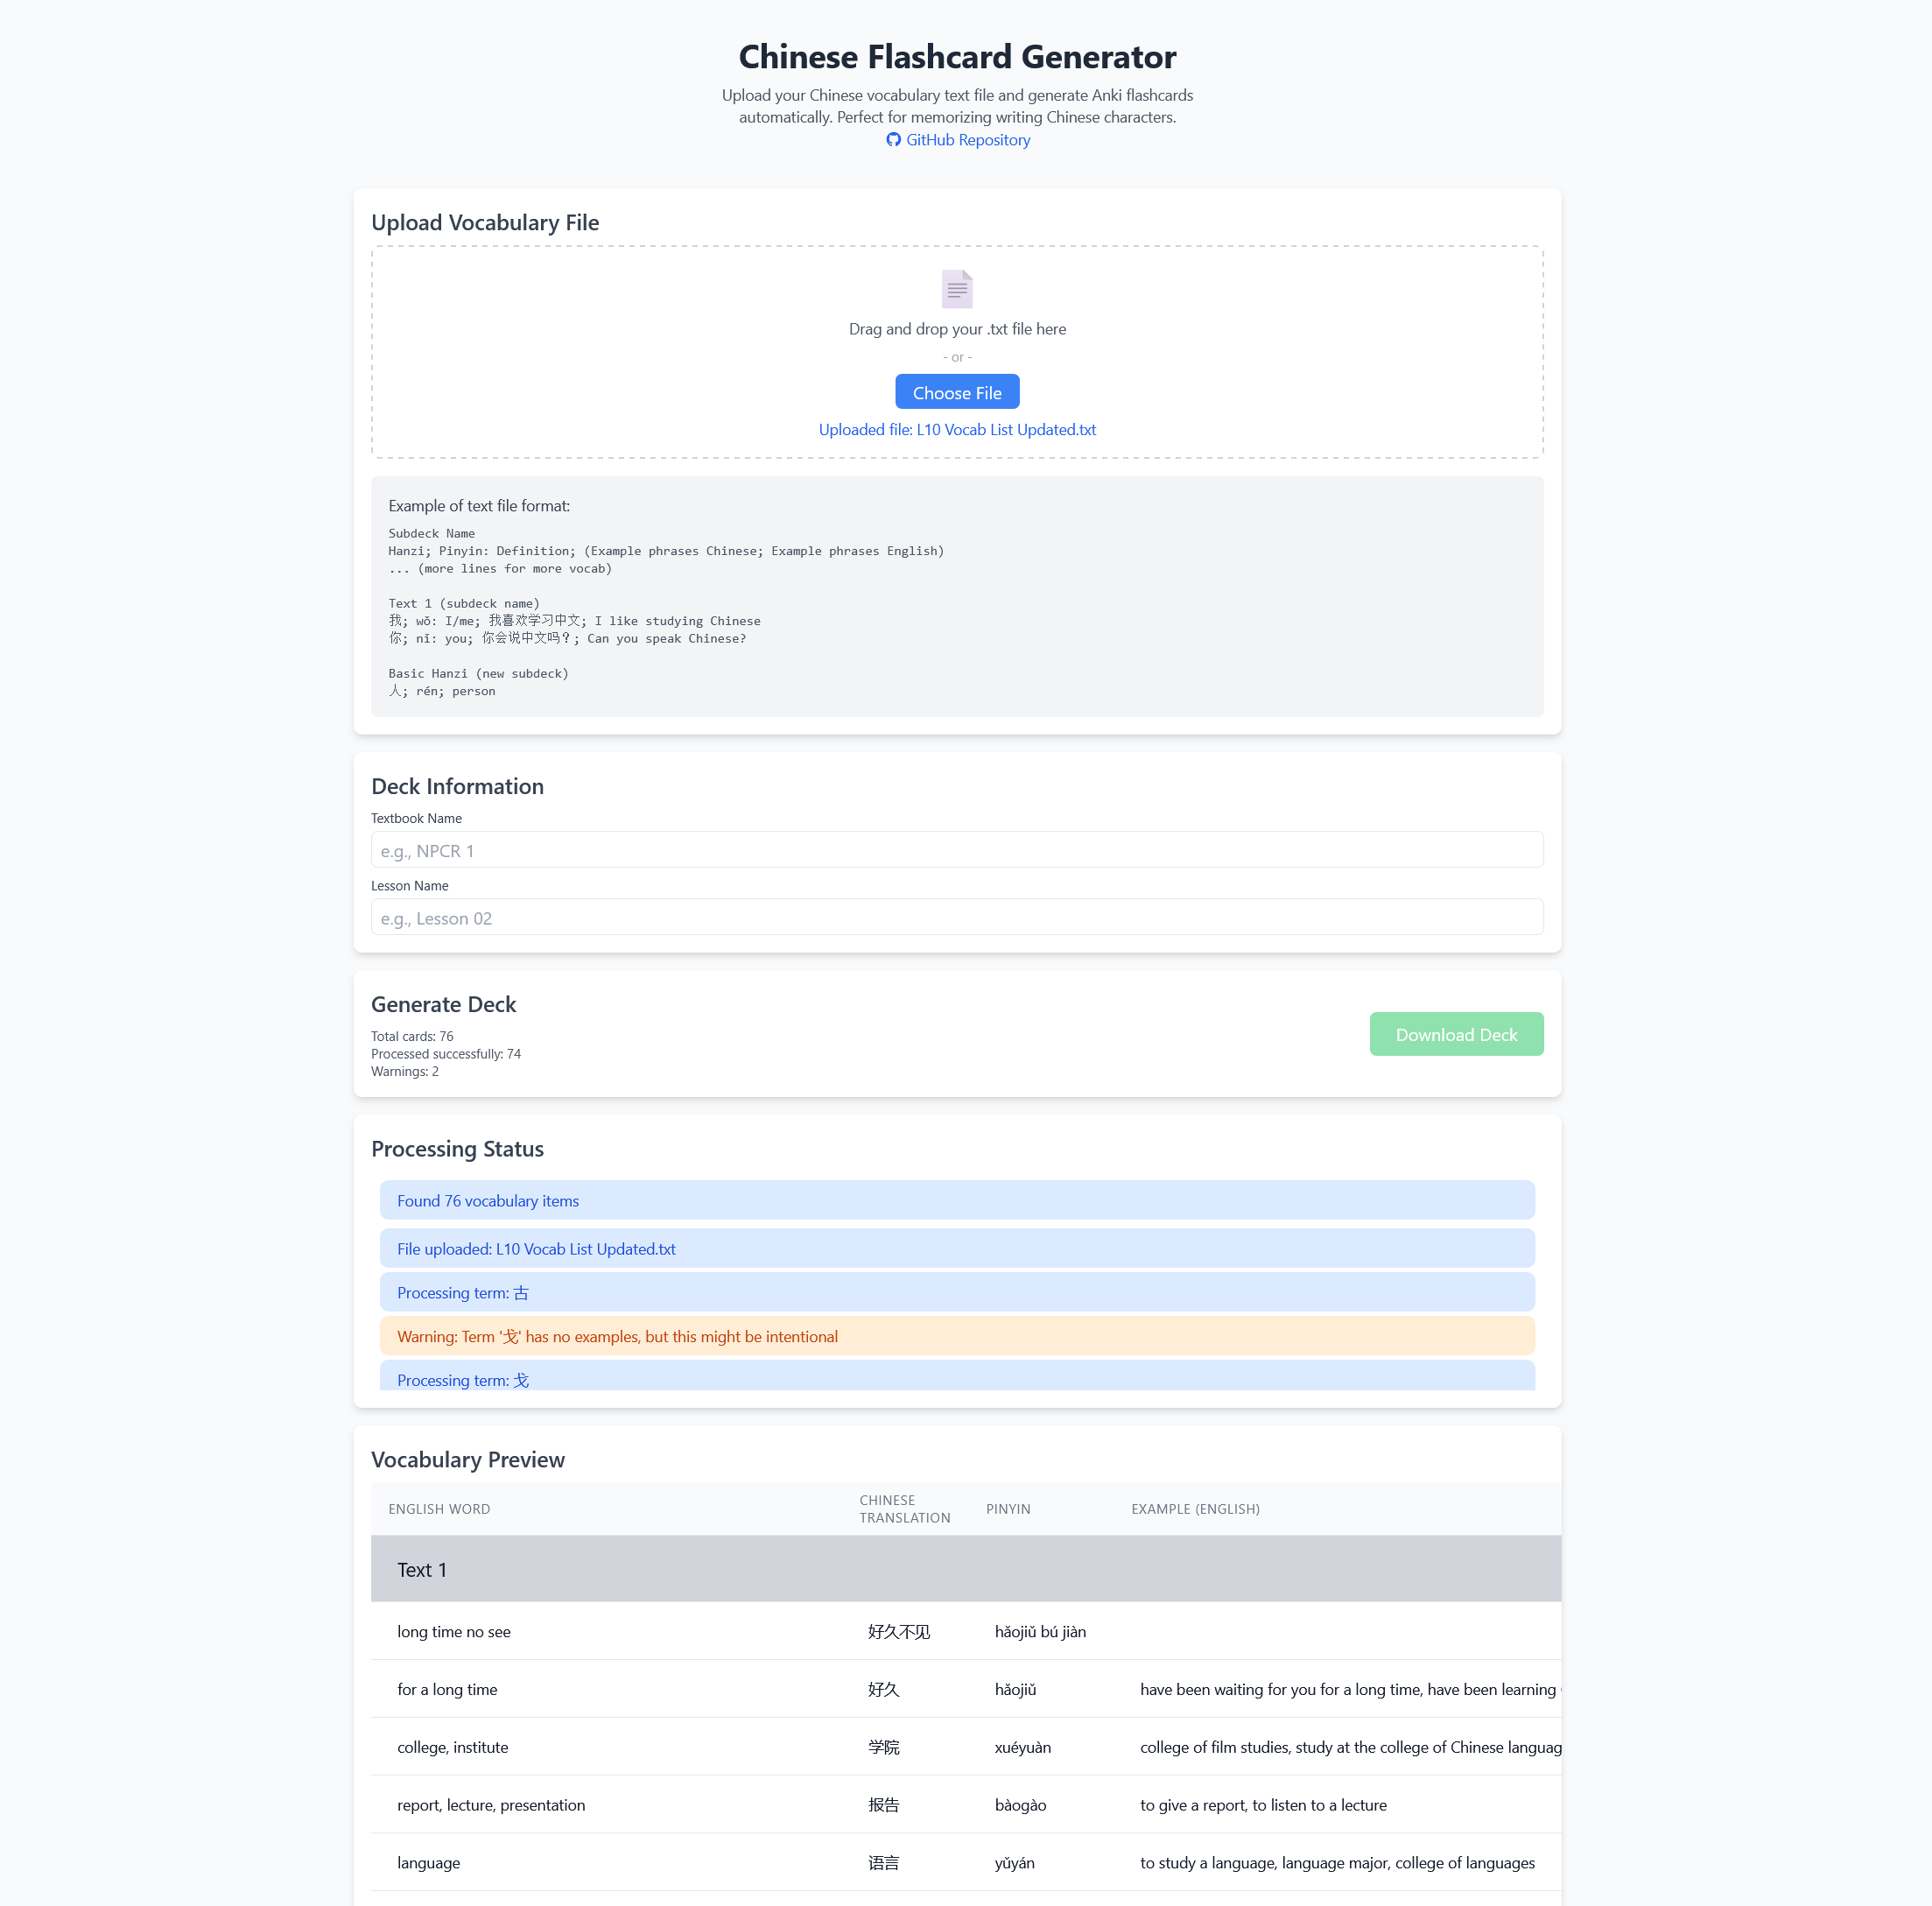 Chinese Flashcard Generator
Upload your Chinese vocabulary text file and generate Anki flashcards
automatically. Perfect for memorizing writing Chinese characters.
GitHub Repository
Upload Vocabulary File
Drag and drop your .txt file here
- or -
Choose File
Uploaded file: L10 Vocab List Updated.txt
Example of text file format:
Subdeck Name
Hanzi; Pinyin: Definition; (Example phrases Chinese; Example phrases English)
... (more lines for more vocab)
Text 1 (subdeck name)
我; wǒ: I/me; 我喜欢学习中文; I like studying Chinese
你; nǐ: you; 你会说中文吗？; Can you speak Chinese?
Basic Hanzi (new subdeck)
人; rén; person
Deck Information
Textbook Name
e.g., NPCR 1
Lesson Name
e.g., Lesson 02
Generate Deck
Total cards: 76
Processed successfully: 74
Warnings: 2
Download Deck
Processing Status
Found 76 vocabulary items
File uploaded: L10 Vocab List Updated.txt
Processing term: 古
Warning: Term '戈' has no examples, but this might be intentional
Processing term: 戈
Vocabulary Preview
ENGLISH WORD CHINESE TRANSLATION PINYIN EXAMPLE (ENGLISH)
Text 1
long time no see 好久不见 hǎojiǔ bú jiàn
for a long time 好久 hǎojiǔ have been waiting for you for a long time, have been learning
college, institute 学院 xuéyuàn college of film studies, study at the college of Chinese languag
report, lecture, presentation 报告 bàogào to give a report, to listen to a lecture
language 语言 yǔyán to study a language, language major, college of languages